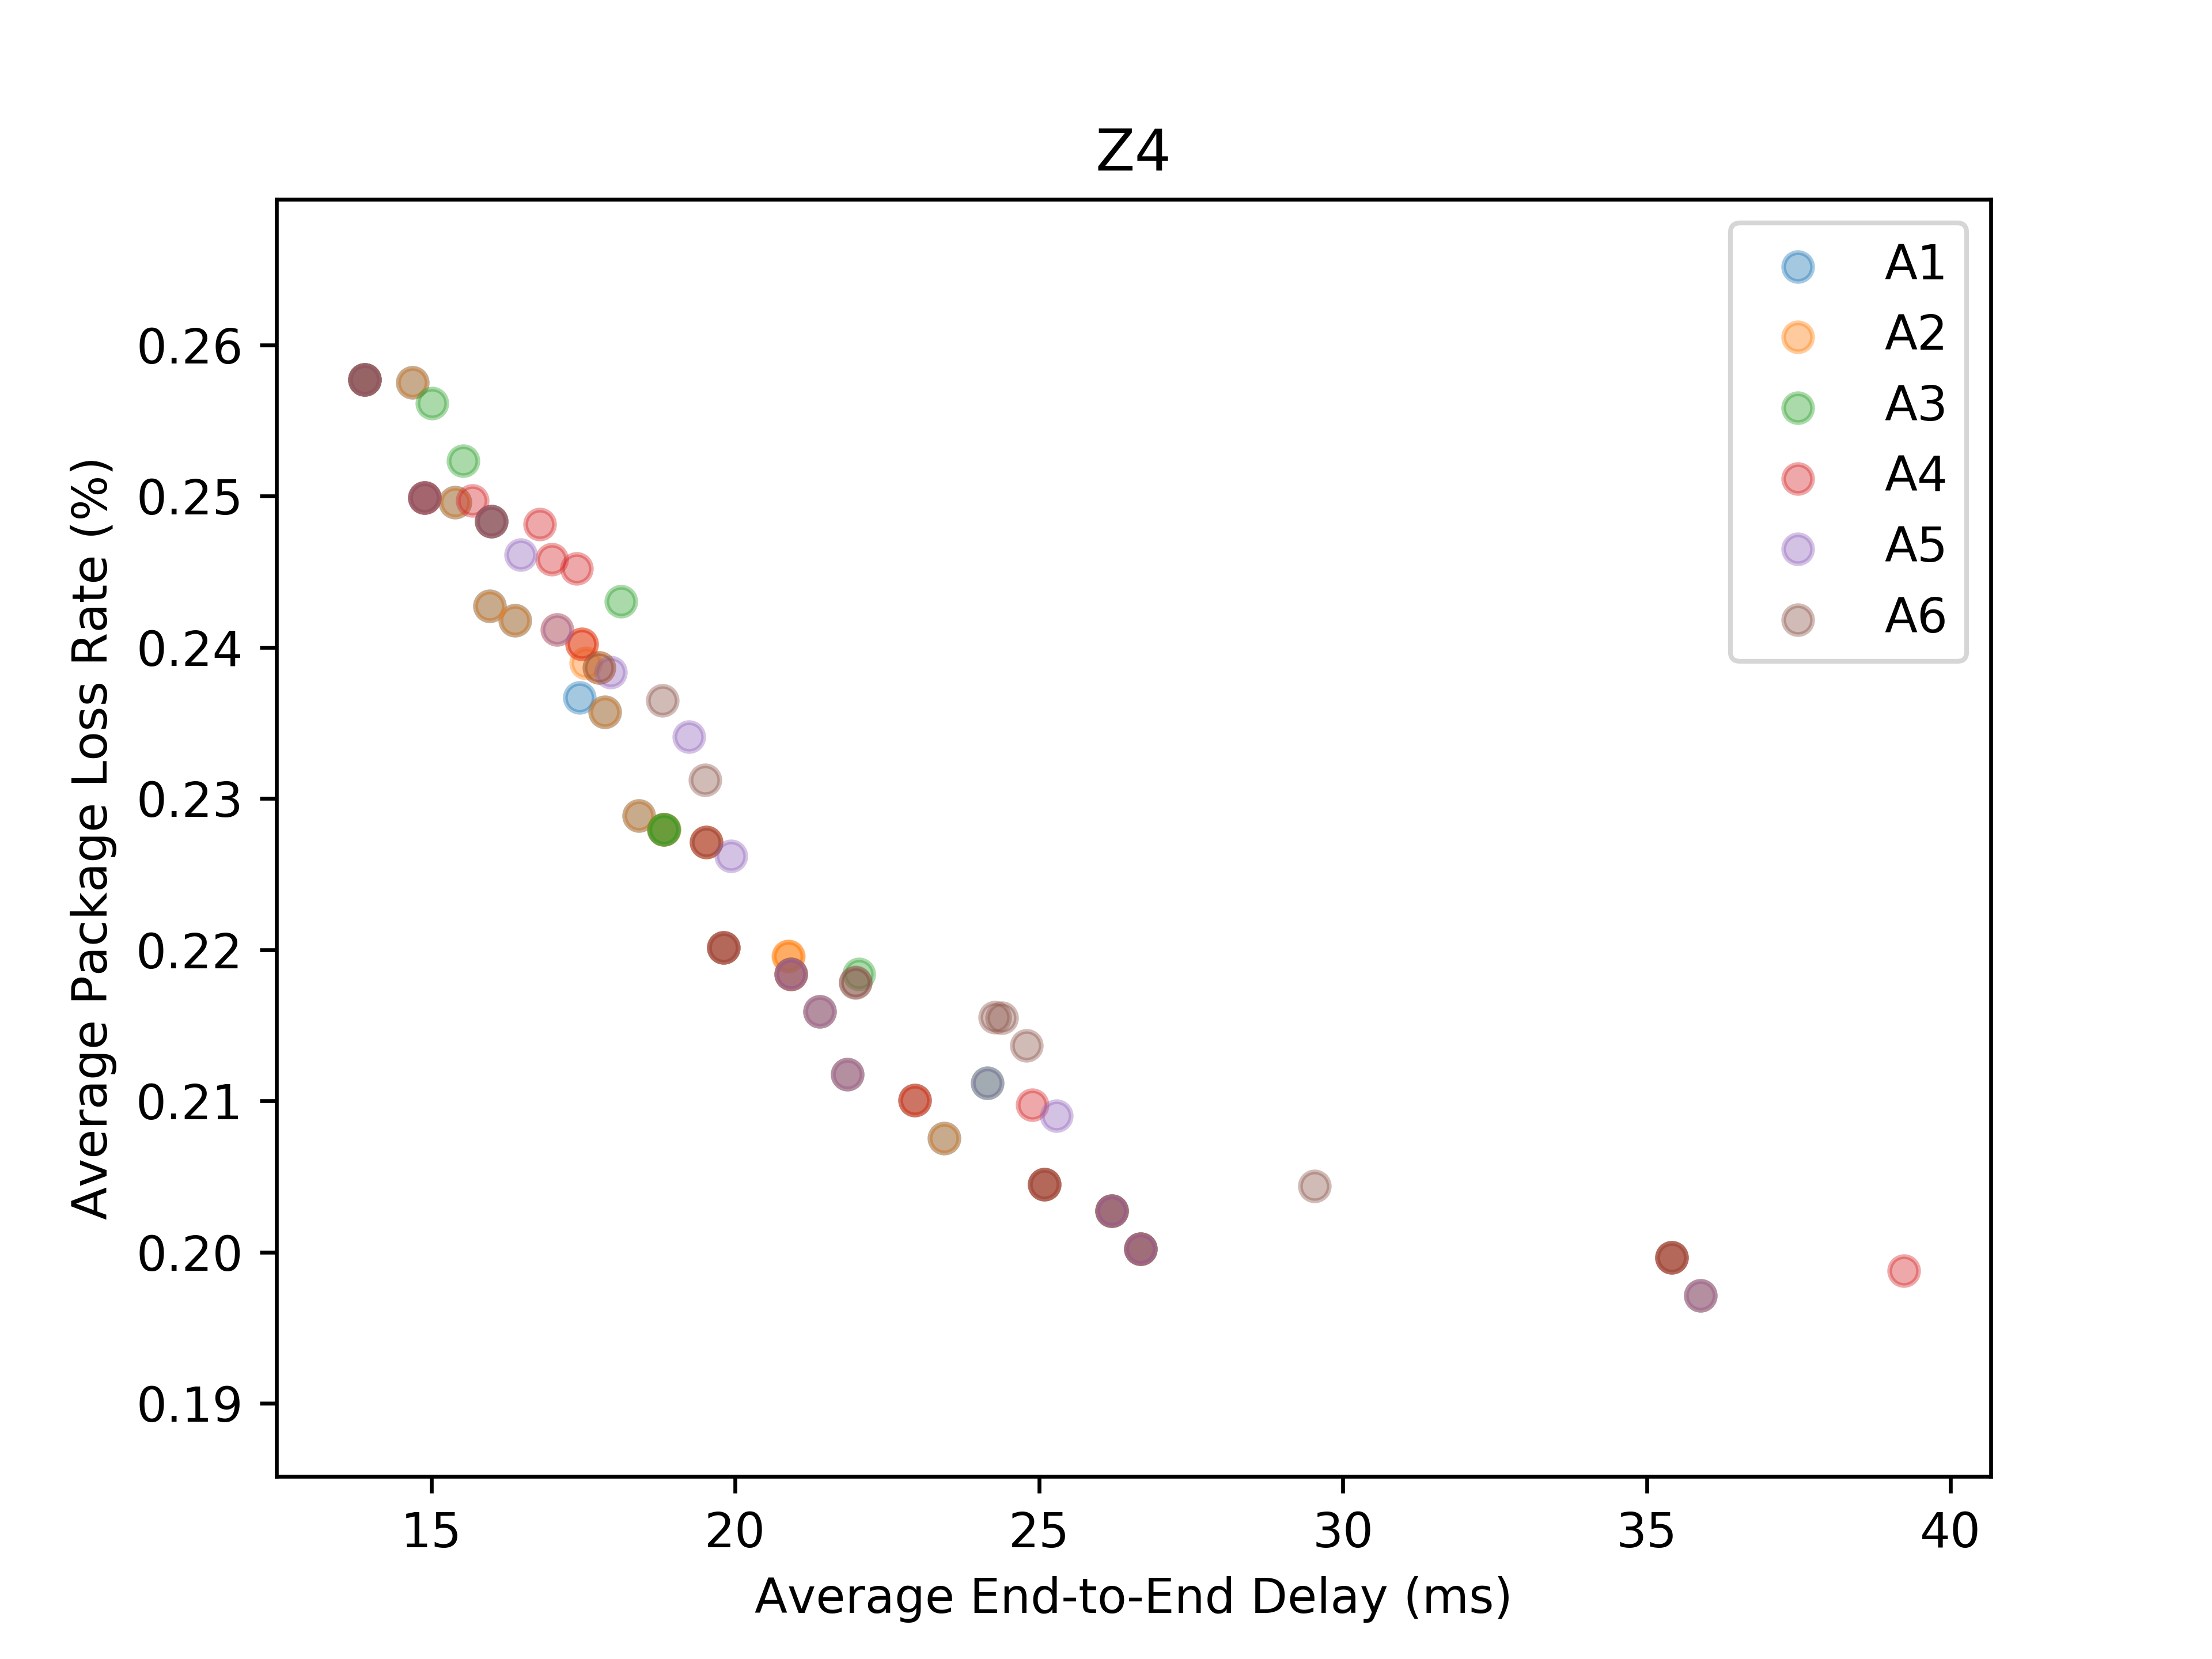 Z4
A1
A2
A3
A4
A5
A6
0.26
0.25
0.24
0.23
0.22
0.21
0.20
0.19
Average Package Loss Rate (%)
15 20 25 30 35 40
Average End-to-End Delay (ms)